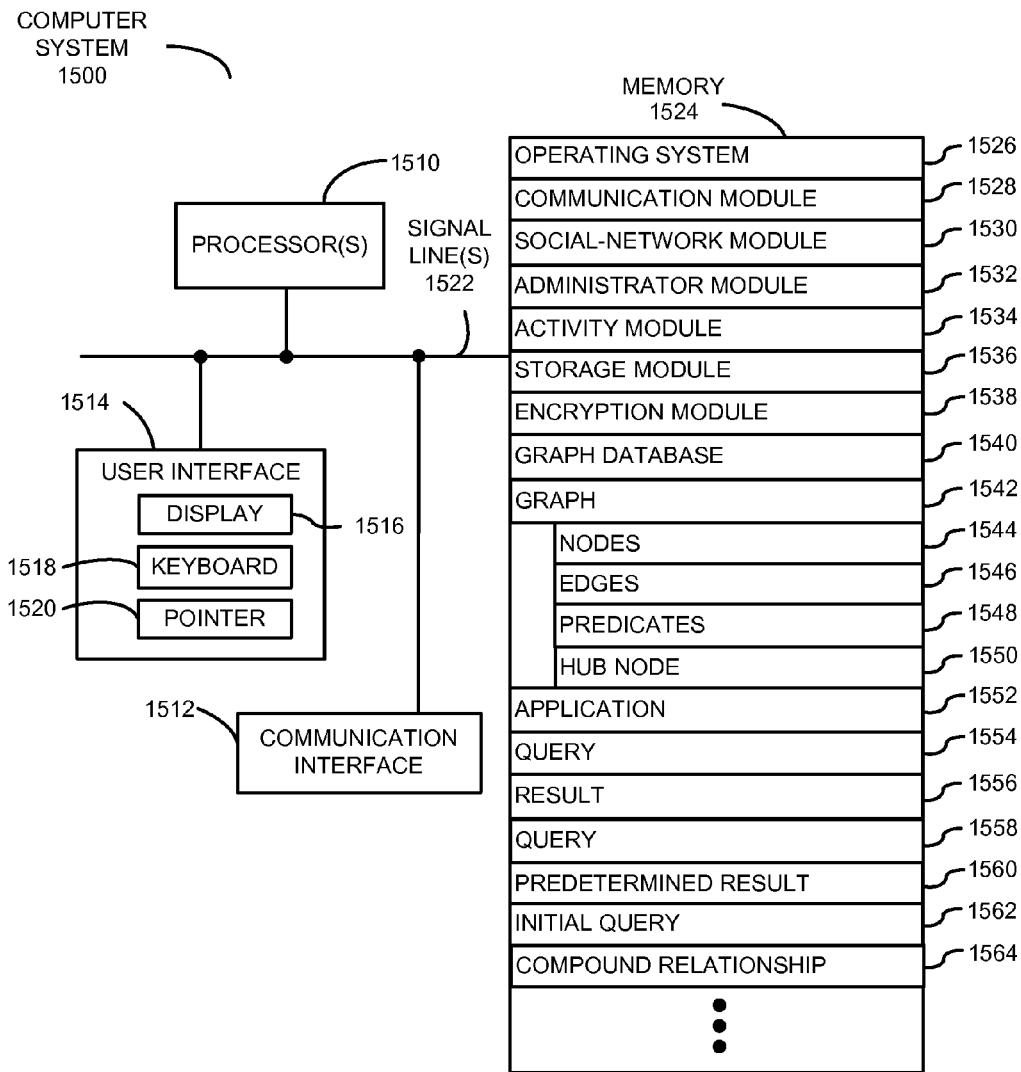 COMPUTER
SYSTEM
1500
MEMORY
1524
1510
PROCESSOR(S)
SIGNAL
LINE(S)
1522
1514
USER INTERFACE
DISPLAY
1516
1518
KEYBOARD
1520
POINTER
1512
COMMUNICATION
INTERFACE
OPERATING SYSTEM 1526
COMMUNICATION MODULE 1528
SOCIAL-NETWORK MODULE 1530
ADMINISTRATOR MODULE 1532
ACTIVITY MODULE 1534
STORAGE MODULE 1536
ENCRYPTION MODULE 1538
GRAPH DATABASE 1540
GRAPH 1542
NODES 1544
EDGES 1546
PREDICATES 1548
HUB NODE 1550
APPLICATION 1552
QUERY 1554
RESULT 1556
QUERY 1558
PREDETERMINED RESULT 1560
INITIAL QUERY 1562
COMPOUND RELATIONSHIP 1564